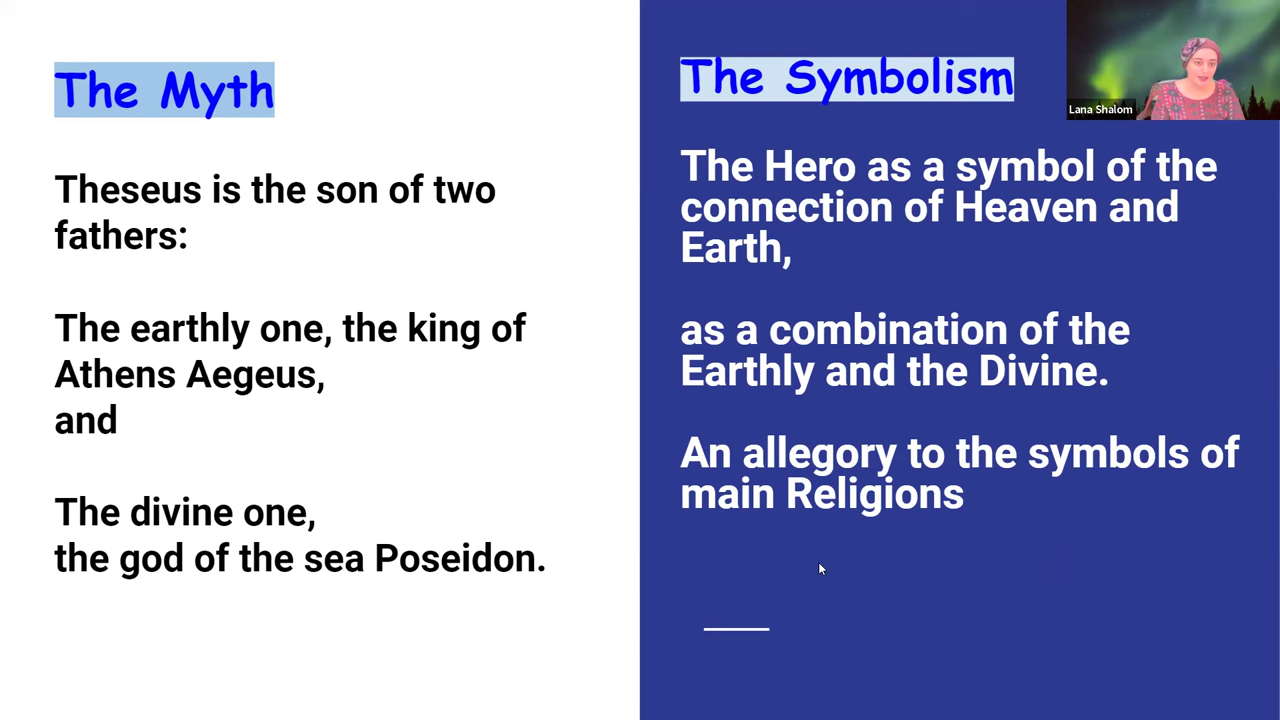 The Myth
Theseus is the son of two
fathers:
The earthly one, the king of
Athens Aegeus,
and
The divine one,
the god of the sea Poseidon.
The Symbolism
The Hero as a symbol of the
connection of Heaven and
Earth,
as a combination of the
Earthly and the Divine.
An allegory to the symbols of
main Religions
Lana Shalom